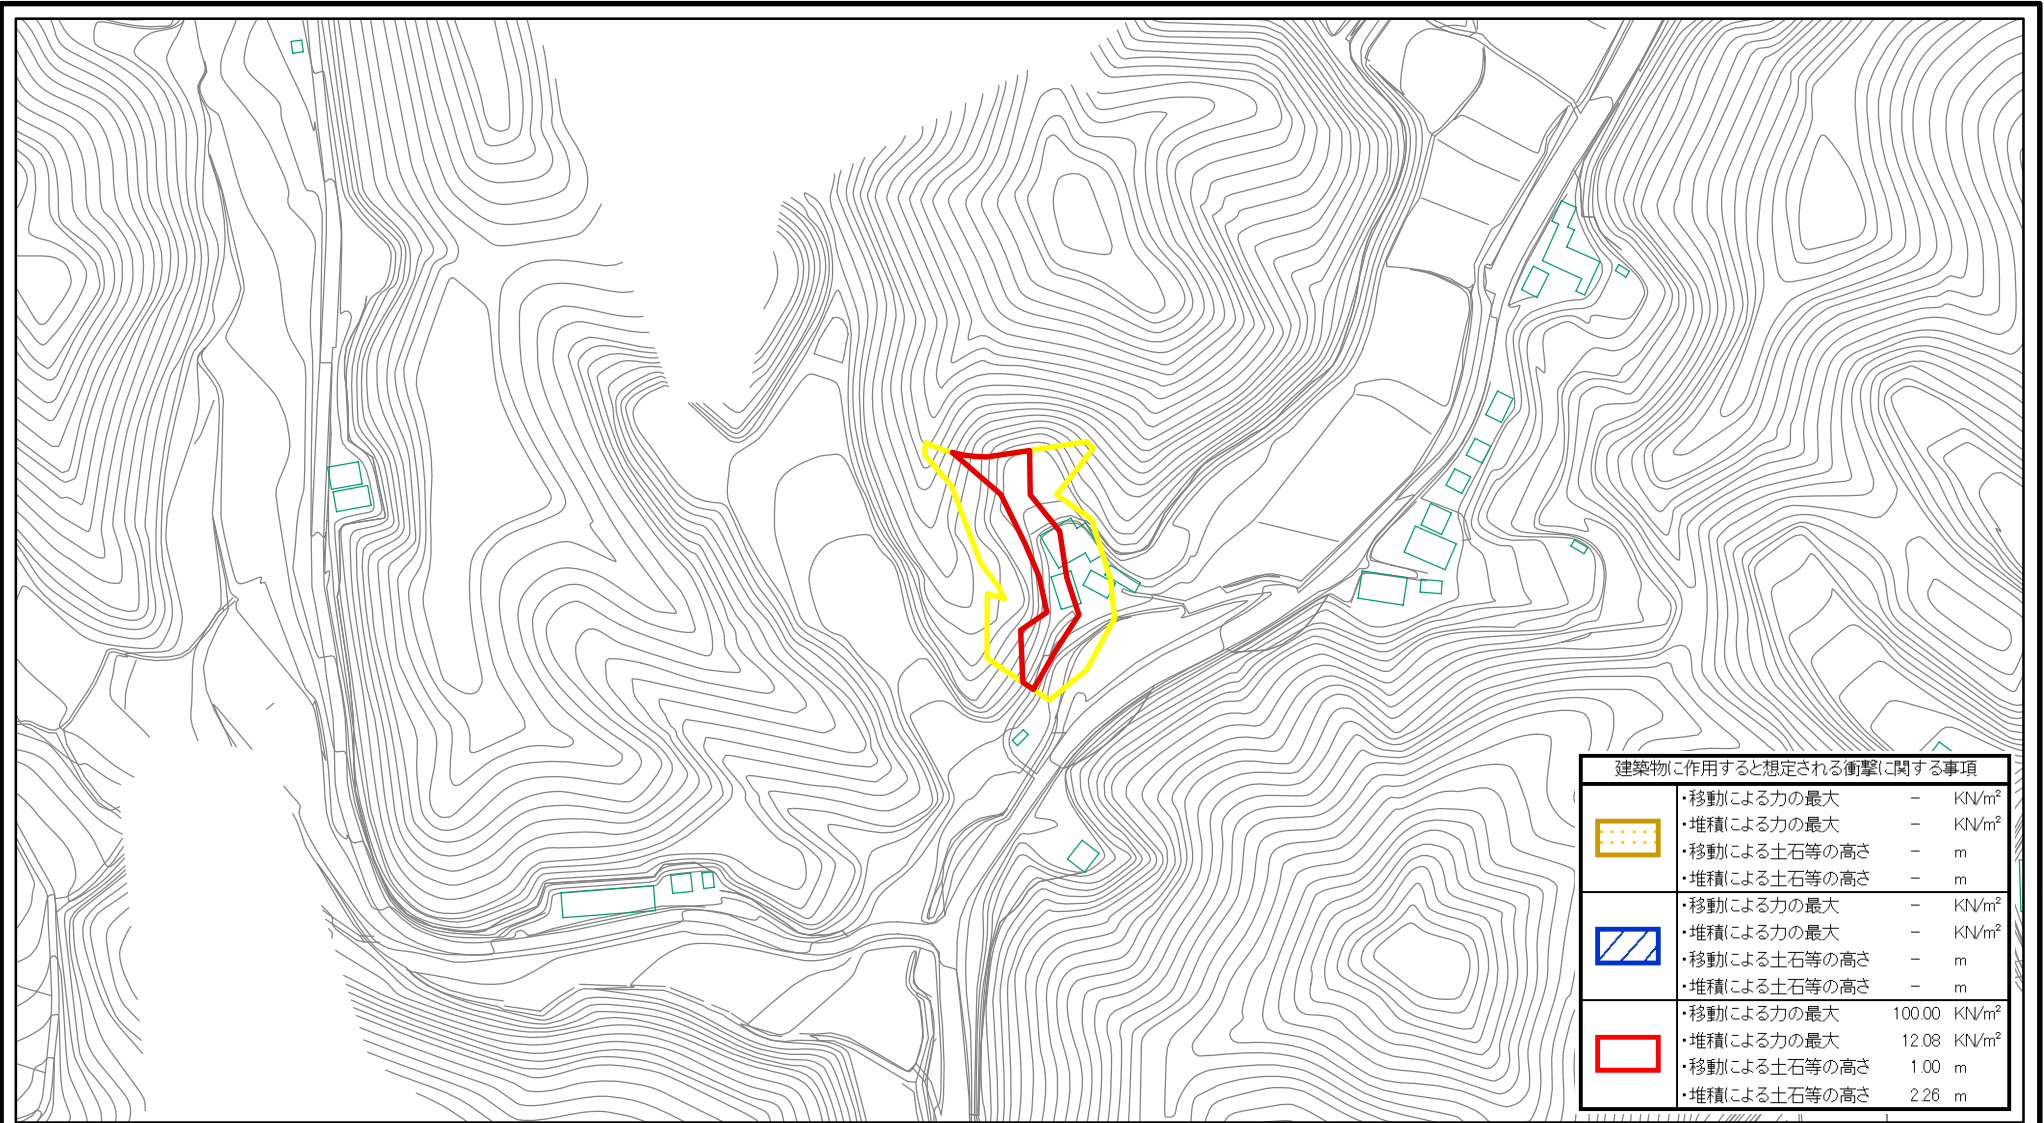 建築物に作用すると想定される衝撃に関する事項
・移動による力の最大 - KN/m²
・堆積による力の最大 - KN/m²
・移動による土石等の高さ - m
・堆積による土石等の高さ - m
・移動による力の最大 - KN/m²
・堆積による力の最大 - KN/m²
・移動による土石等の高さ - m
・堆積による土石等の高さ - m
・移動による力の最大 100.00 KN/m²
・堆積による力の最大 12.08 KN/m²
・移動による土石等の高さ 1.00 m
・堆積による土石等の高さ 2.26 m